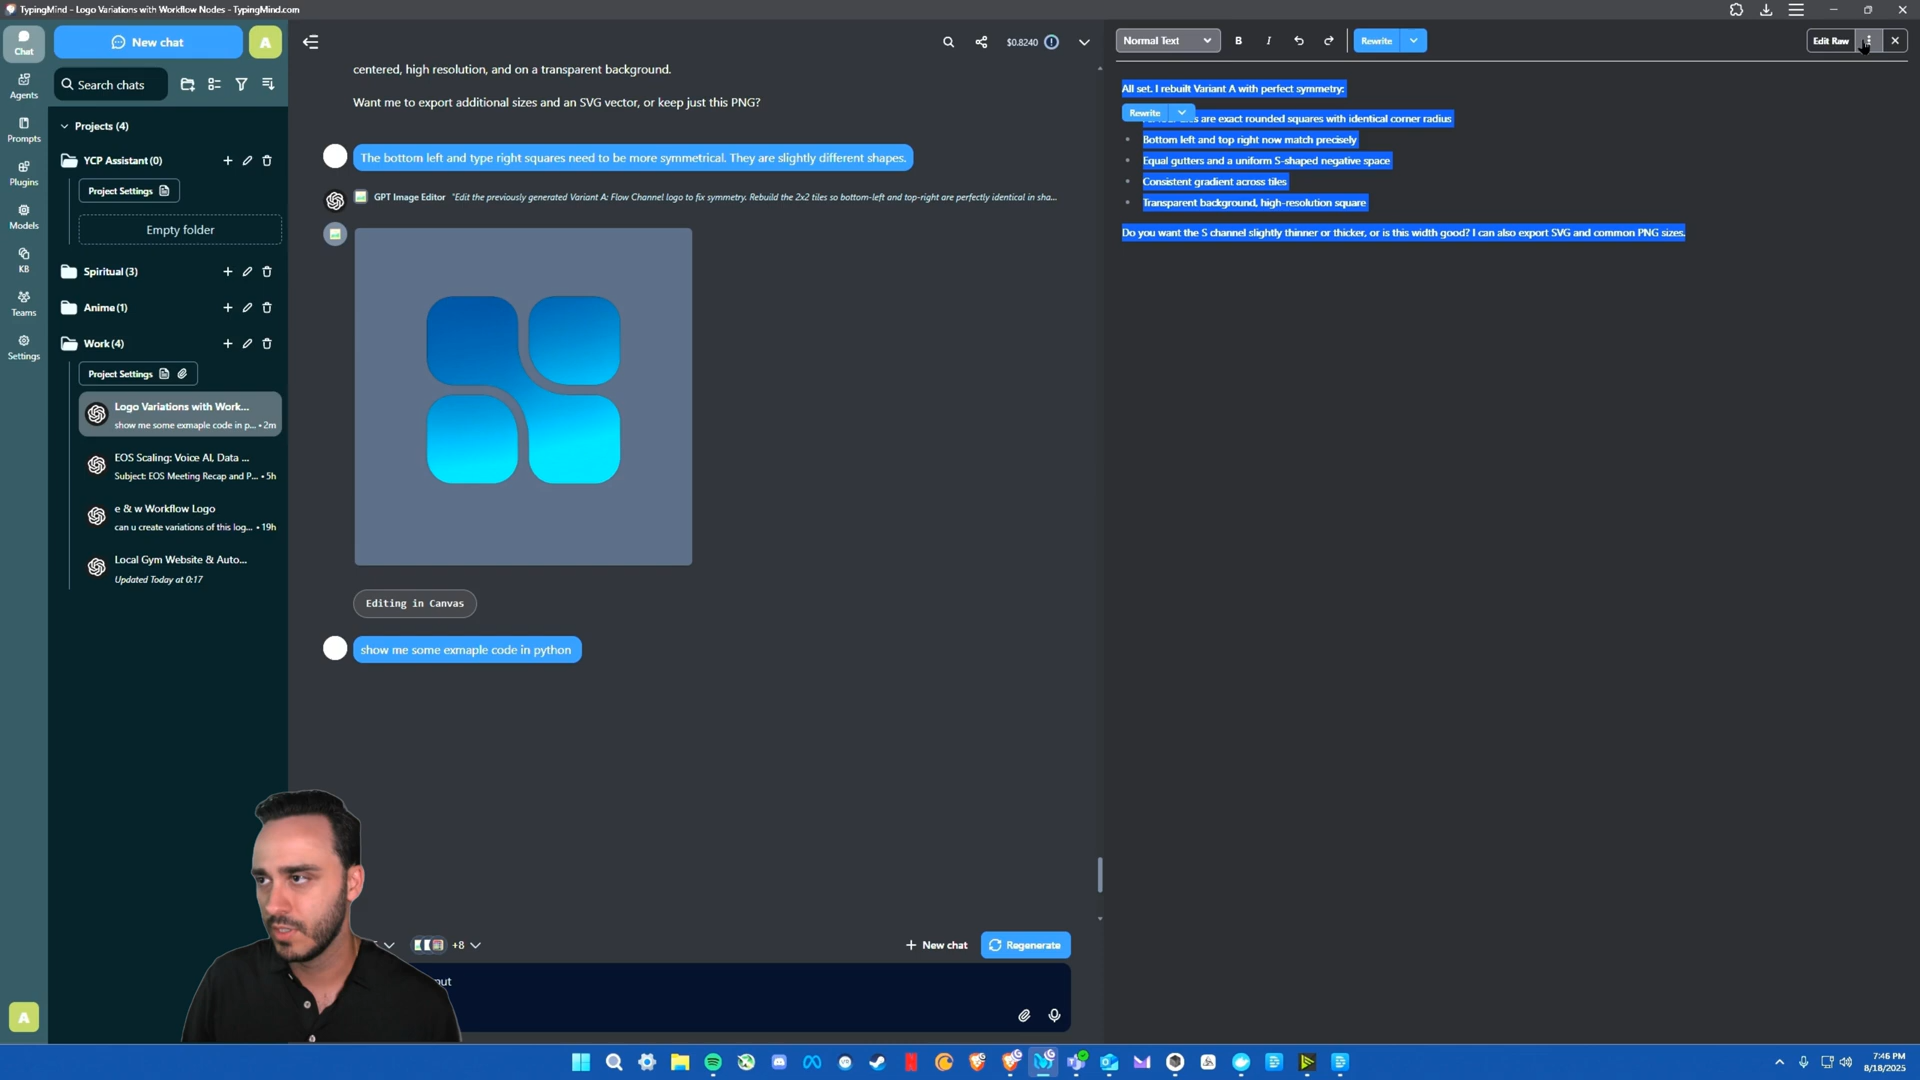 TypingMind - Logo Variations with Workflow Nodes - TypingMind.com
Chat
Agents
Prompts
Plugins
Models
KB
Teams
Settings
A
New chat
A
Search chats
Projects (4)
YCP Assistant (0)
Project Settings
Empty folder
Spiritual (3)
Anime (1)
Work (4)
Project Settings
Logo Variations with Work...
show me some exmaple code in p... • 2m
EOS Scaling: Voice AI, Data ...
Subject: EOS Meeting Recap and P... • 5h
e & w Workflow Logo
can u create variations of this log... • 19h
Local Gym Website & Auto...
Updated Today at 0:17
$0.8240
centered, high resolution, and on a transparent background.
Want me to export additional sizes and an SVG vector, or keep just this PNG?
The bottom left and type right squares need to be more symmetrical. They are slightly different shapes.
GPT Image Editor "Edit the previously generated Variant A: Flow Channel logo to fix symmetry. Rebuild the 2x2 tiles so bottom-left and top-right are perfectly identical in sha...
Editing in Canvas
show me some exmaple code in python
+8
+ New chat
Regenerate
Normal Text
B
I
Rewrite
Edit Raw
All set. I rebuilt Variant A with perfect symmetry:
Rewrite
are exact rounded squares with identical corner radius
Bottom left and top right now match precisely
Equal gutters and a uniform S-shaped negative space
Consistent gradient across tiles
Transparent background, high-resolution square
Do you want the S channel slightly thinner or thicker, or is this width good? I can also export SVG and common PNG sizes.
7:46 PM
8/18/2025